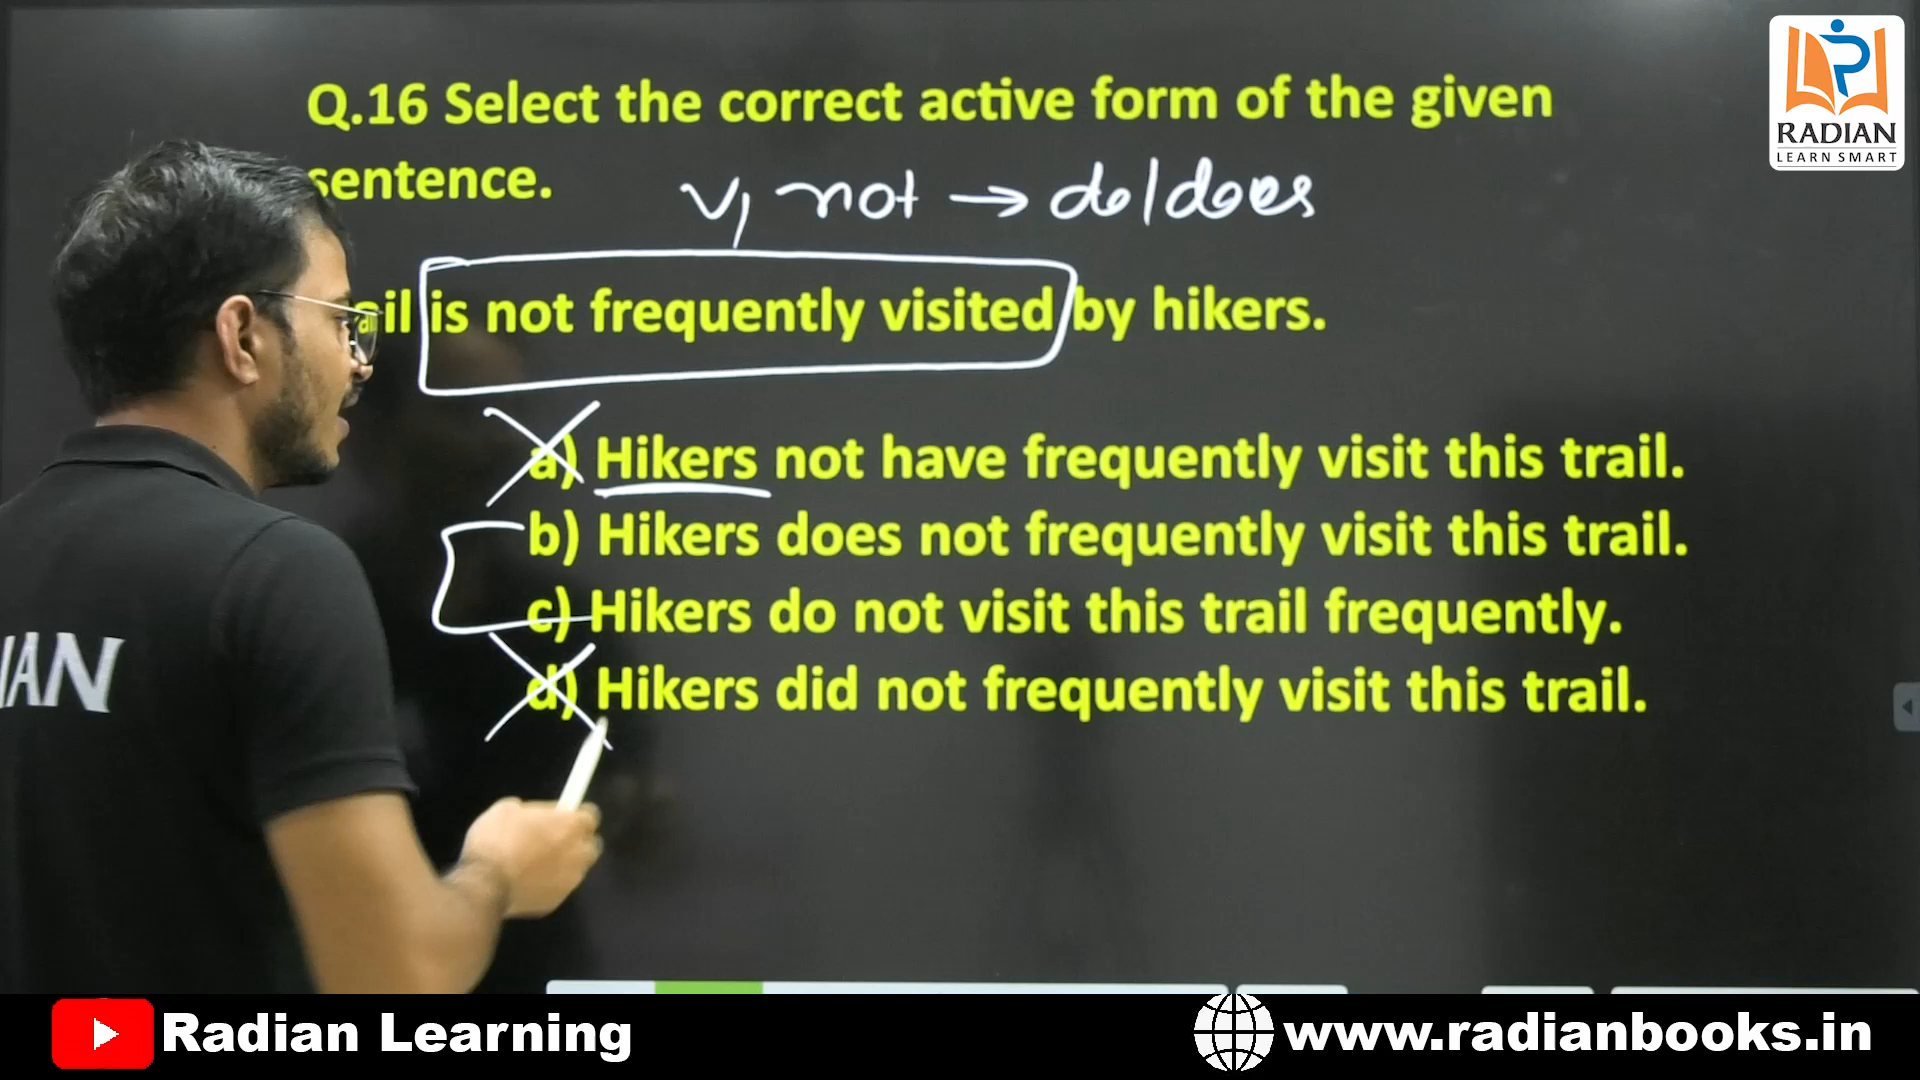 Q.16 Select the correct active form of the given
sentence.
V, not → do/does
ail is not frequently visited by hikers.
a) Hikers not have frequently visit this trail.
b) Hikers does not frequently visit this trail.
c) Hikers do not visit this trail frequently.
d) Hikers did not frequently visit this trail.
RADIAN
LEARN SMART
IAN
Radian Learning
www.radianbooks.in